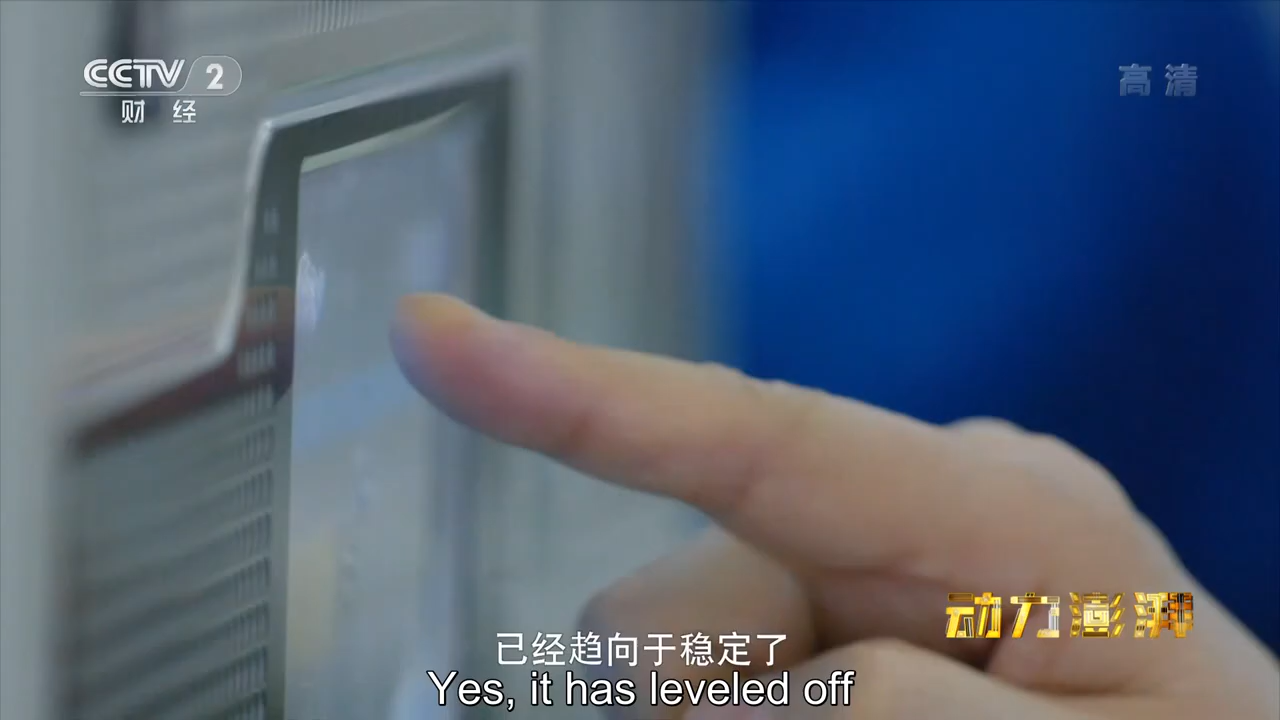 CCTV 2
财经
高清
动力澎湃
已经趋向于稳定了
Yes, it has leveled off